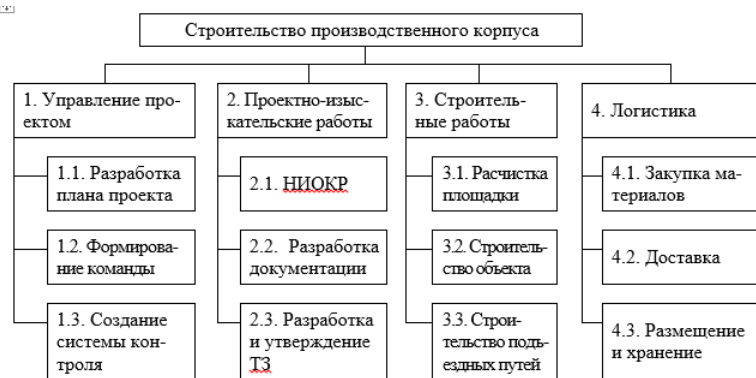 Строительство производственного корпуса
1. Управление про-
ектом
2. Проектно-изыс-
кательские работы
3. Строитель-
ные работы
4. Логистика
1.1. Разработка
плана проекта
2.1. НИОКР
3.1. Расчистка
площадки
4.1. Закупка ма-
териалов
1.2. Формирова-
ние команды
2.2. Разработка
документации
3.2. Строитель-
ство объекта
4.2. Доставка
1.3. Создание
системы кон-
троля
2.3. Разработка
и утверждение
ТЗ
3.3. Строи-
тельство подъ-
ездных путей
4.3. Размещение
и хранение